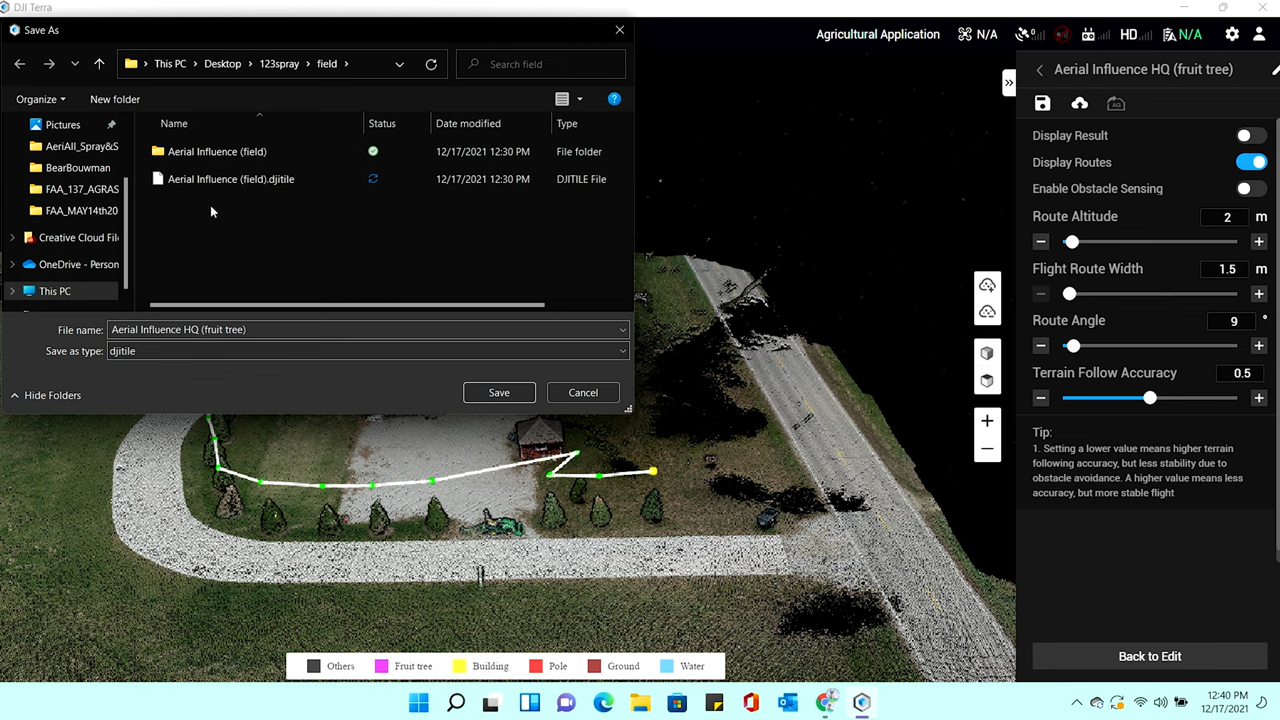 DJI Terra
Save As
This PC > Desktop > 123spray > field >
Search field
Organize
New folder
Name
Status
Date modified
Type
Pictures
AeriAll_Spray&S
BearBouwman
FAA_137_AGRAS
FAA_MAY14th20
Creative Cloud Fil
OneDrive - Person
This PC
Aerial Influence (field)
12/17/2021 12:30 PM
File folder
Aerial Influence (field).djitile
12/17/2021 12:30 PM
DJITILE File
File name: Aerial Influence HQ (fruit tree)
Save as type: djitile
Hide Folders
Save
Cancel
Agricultural Application
N/A
0
HD
N/A
Aerial Influence HQ (fruit tree)
AG
Display Result
Display Routes
Enable Obstacle Sensing
Route Altitude 2 m
Flight Route Width 1.5 m
Route Angle 9 °
Terrain Follow Accuracy 0.5
Tip:
1. Setting a lower value means higher terrain
following accuracy, but less stability due to
obstacle avoidance. A higher value means less
accuracy, but more stable flight
Back to Edit
Others
Fruit tree
Building
Pole
Ground
Water
12:40 PM
12/17/2021